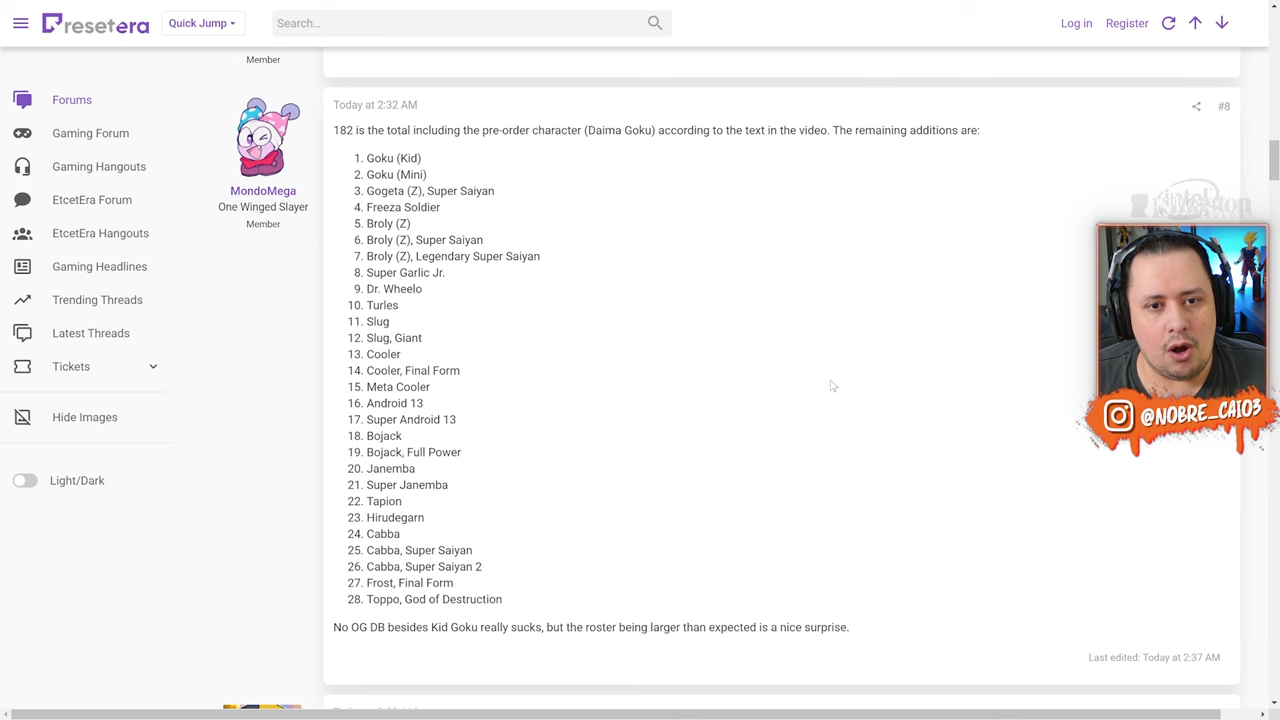 resetera
Quick Jump
Search...
Log in
Register
Member
Forums
Gaming Forum
Gaming Hangouts
EtcetEra Forum
EtcetEra Hangouts
Gaming Headlines
Trending Threads
Latest Threads
Tickets
Hide Images
Light/Dark
MondoMega
One Winged Slayer
Member
Today at 2:32 AM
#8
182 is the total including the pre-order character (Daima Goku) according to the text in the video. The remaining additions are:
1. Goku (Kid)
2. Goku (Mini)
3. Gogeta (Z), Super Saiyan
4. Freeza Soldier
5. Broly (Z)
6. Broly (Z), Super Saiyan
7. Broly (Z), Legendary Super Saiyan
8. Super Garlic Jr.
9. Dr. Wheelo
10. Turles
11. Slug
12. Slug, Giant
13. Cooler
14. Cooler, Final Form
15. Meta Cooler
16. Android 13
17. Super Android 13
18. Bojack
19. Bojack, Full Power
20. Janemba
21. Super Janemba
22. Tapion
23. Hirudegarn
24. Cabba
25. Cabba, Super Saiyan
26. Cabba, Super Saiyan 2
27. Frost, Final Form
28. Toppo, God of Destruction
No OG DB besides Kid Goku really sucks, but the roster being larger than expected is a nice surprise.
Last edited: Today at 2:37 AM
@NOBRE_CAIO3